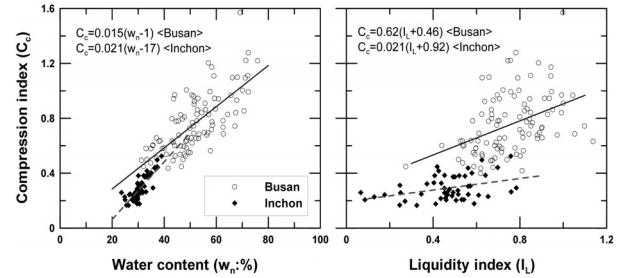 Compression index (Cc)
1.6
1.2
0.8
0.4
0
Cc=0.015(wn-1) <Busan>
Cc=0.021(wn-17) <Inchon>
Busan
Inchon
0 20 40 60 80 100
Water content (wn:%)
Cc=0.62(IL+0.46) <Busan>
Cc=0.021(IL+0.92) <Inchon>
0 0.4 0.8 1.2
Liquidity index (IL)